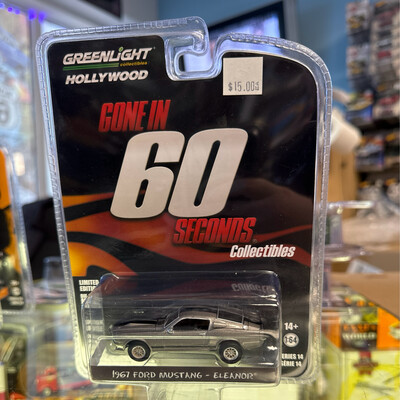 GREENLIGHT
collectibles
HOLLYWOOD
$15.00
GONE IN
60
SECONDS
Collectibles
LIMITED
EDITION
14+
1:64
SERIES 14
SÉRIE 14
1967 FORD MUSTANG - ELEANOR